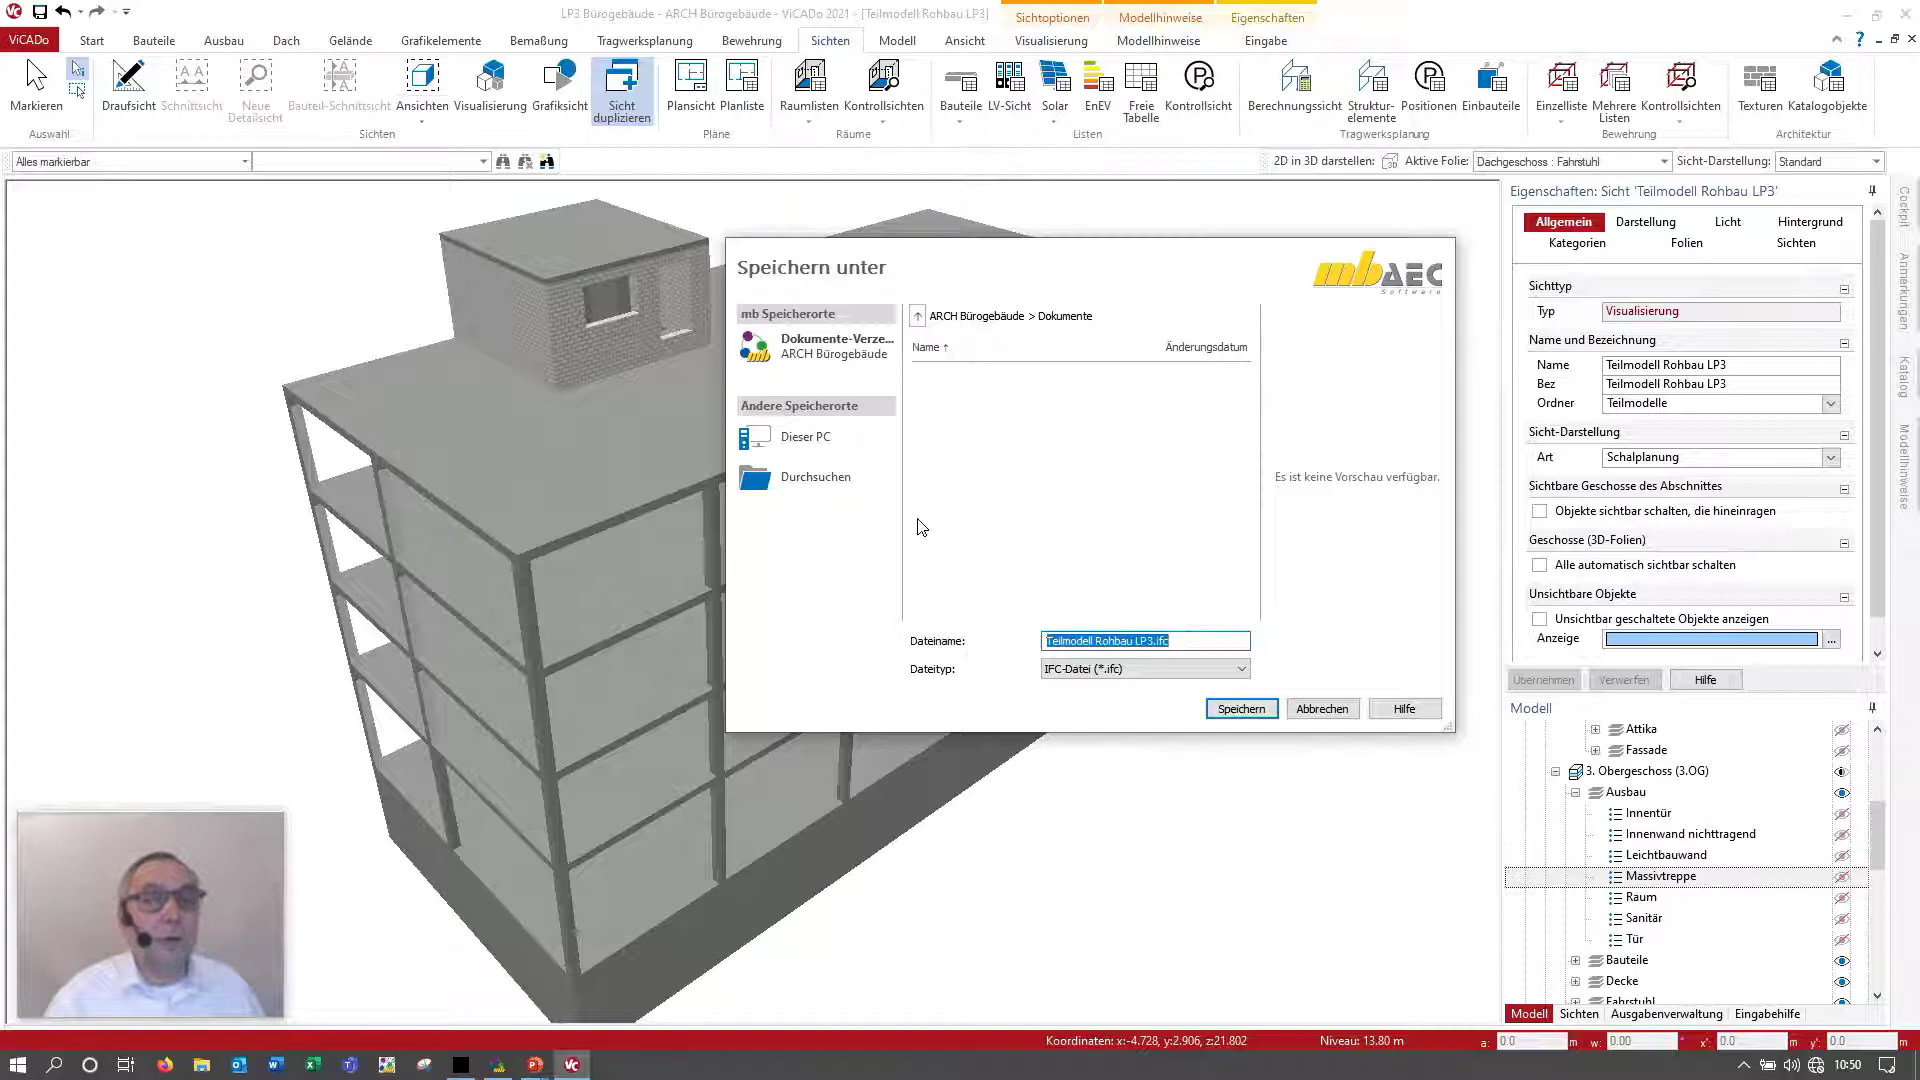 LP3 Bürogebäude - ARCH Bürogebäude - ViCADo 2021 - [Teilmodell Rohbau LP3]
Sichtoptionen Modellhinweise Eigenschaften
ViCADo Start Bauteile Ausbau Dach Gelände Grafikelemente Bemaßung Tragwerksplanung Bewehrung Sichten Modell Ansicht Visualisierung Modellhinweise Eingabe
Markieren Draufsicht Schnittsicht Neue Detailsicht Bauteil-Schnittsicht Ansichten Visualisierung Grafiksicht Sicht duplizieren Plansicht Planliste Raumlisten Kontrollsichten Bauteile LV-Sicht Solar EnEV Freie Tabelle Kontrollsicht Berechnungssicht Struktur-elemente Positionen Einbauteile Einzelliste Mehrere Listen Kontrollsichten Texturen Katalogobjekte
Auswahl Sichten Pläne Räume Listen Tragwerksplanung Bewehrung Architektur
Alles markierbar
2D in 3D darstellen: Aktive Folie: Dachgeschoss : Fahrstuhl Sicht-Darstellung: Standard
Speichern unter
mb AEC
Software
mb Speicherorte
Dokumente-Verze...
ARCH Bürogebäude
Andere Speicherorte
Dieser PC
Durchsuchen
ARCH Bürogebäude > Dokumente
Name Änderungsdatum
Es ist keine Vorschau verfügbar.
Dateiname: Teilmodell Rohbau LP3.ifc
Dateityp: IFC-Datei (*.ifc)
Speichern Abbrechen Hilfe
Eigenschaften: Sicht 'Teilmodell Rohbau LP3'
Allgemein Darstellung Licht Hintergrund
Kategorien Folien Sichten
Sichttyp
Typ Visualisierung
Name und Bezeichnung
Name Teilmodell Rohbau LP3
Bez Teilmodell Rohbau LP3
Ordner Teilmodelle
Sicht-Darstellung
Art Schalplanung
Sichtbare Geschosse des Abschnittes
Objekte sichtbar schalten, die hineinragen
Geschosse (3D-Folien)
Alle automatisch sichtbar schalten
Unsichtbare Objekte
Unsichtbar geschaltete Objekte anzeigen
Anzeige ...
Übernehmen Verwerfen Hilfe
Modell
Attika
Fassade
3. Obergeschoss (3.OG)
Ausbau
Innentür
Innenwand nichttragend
Leichtbauwand
Massivtreppe
Raum
Sanitär
Tür
Bauteile
Decke
Fahrstuhl
Modell Sichten Ausgabenverwaltung Eingabehilfe
Cockpit
Anmerkungen
Katalog
Modellhinweise
Koordinaten: x:-4.728, y:2.906, z:21.802 Niveau: 13.80 m a: 0.0 m w: 0.00 ° x': 0.0 m y': 0.0 m
10:50